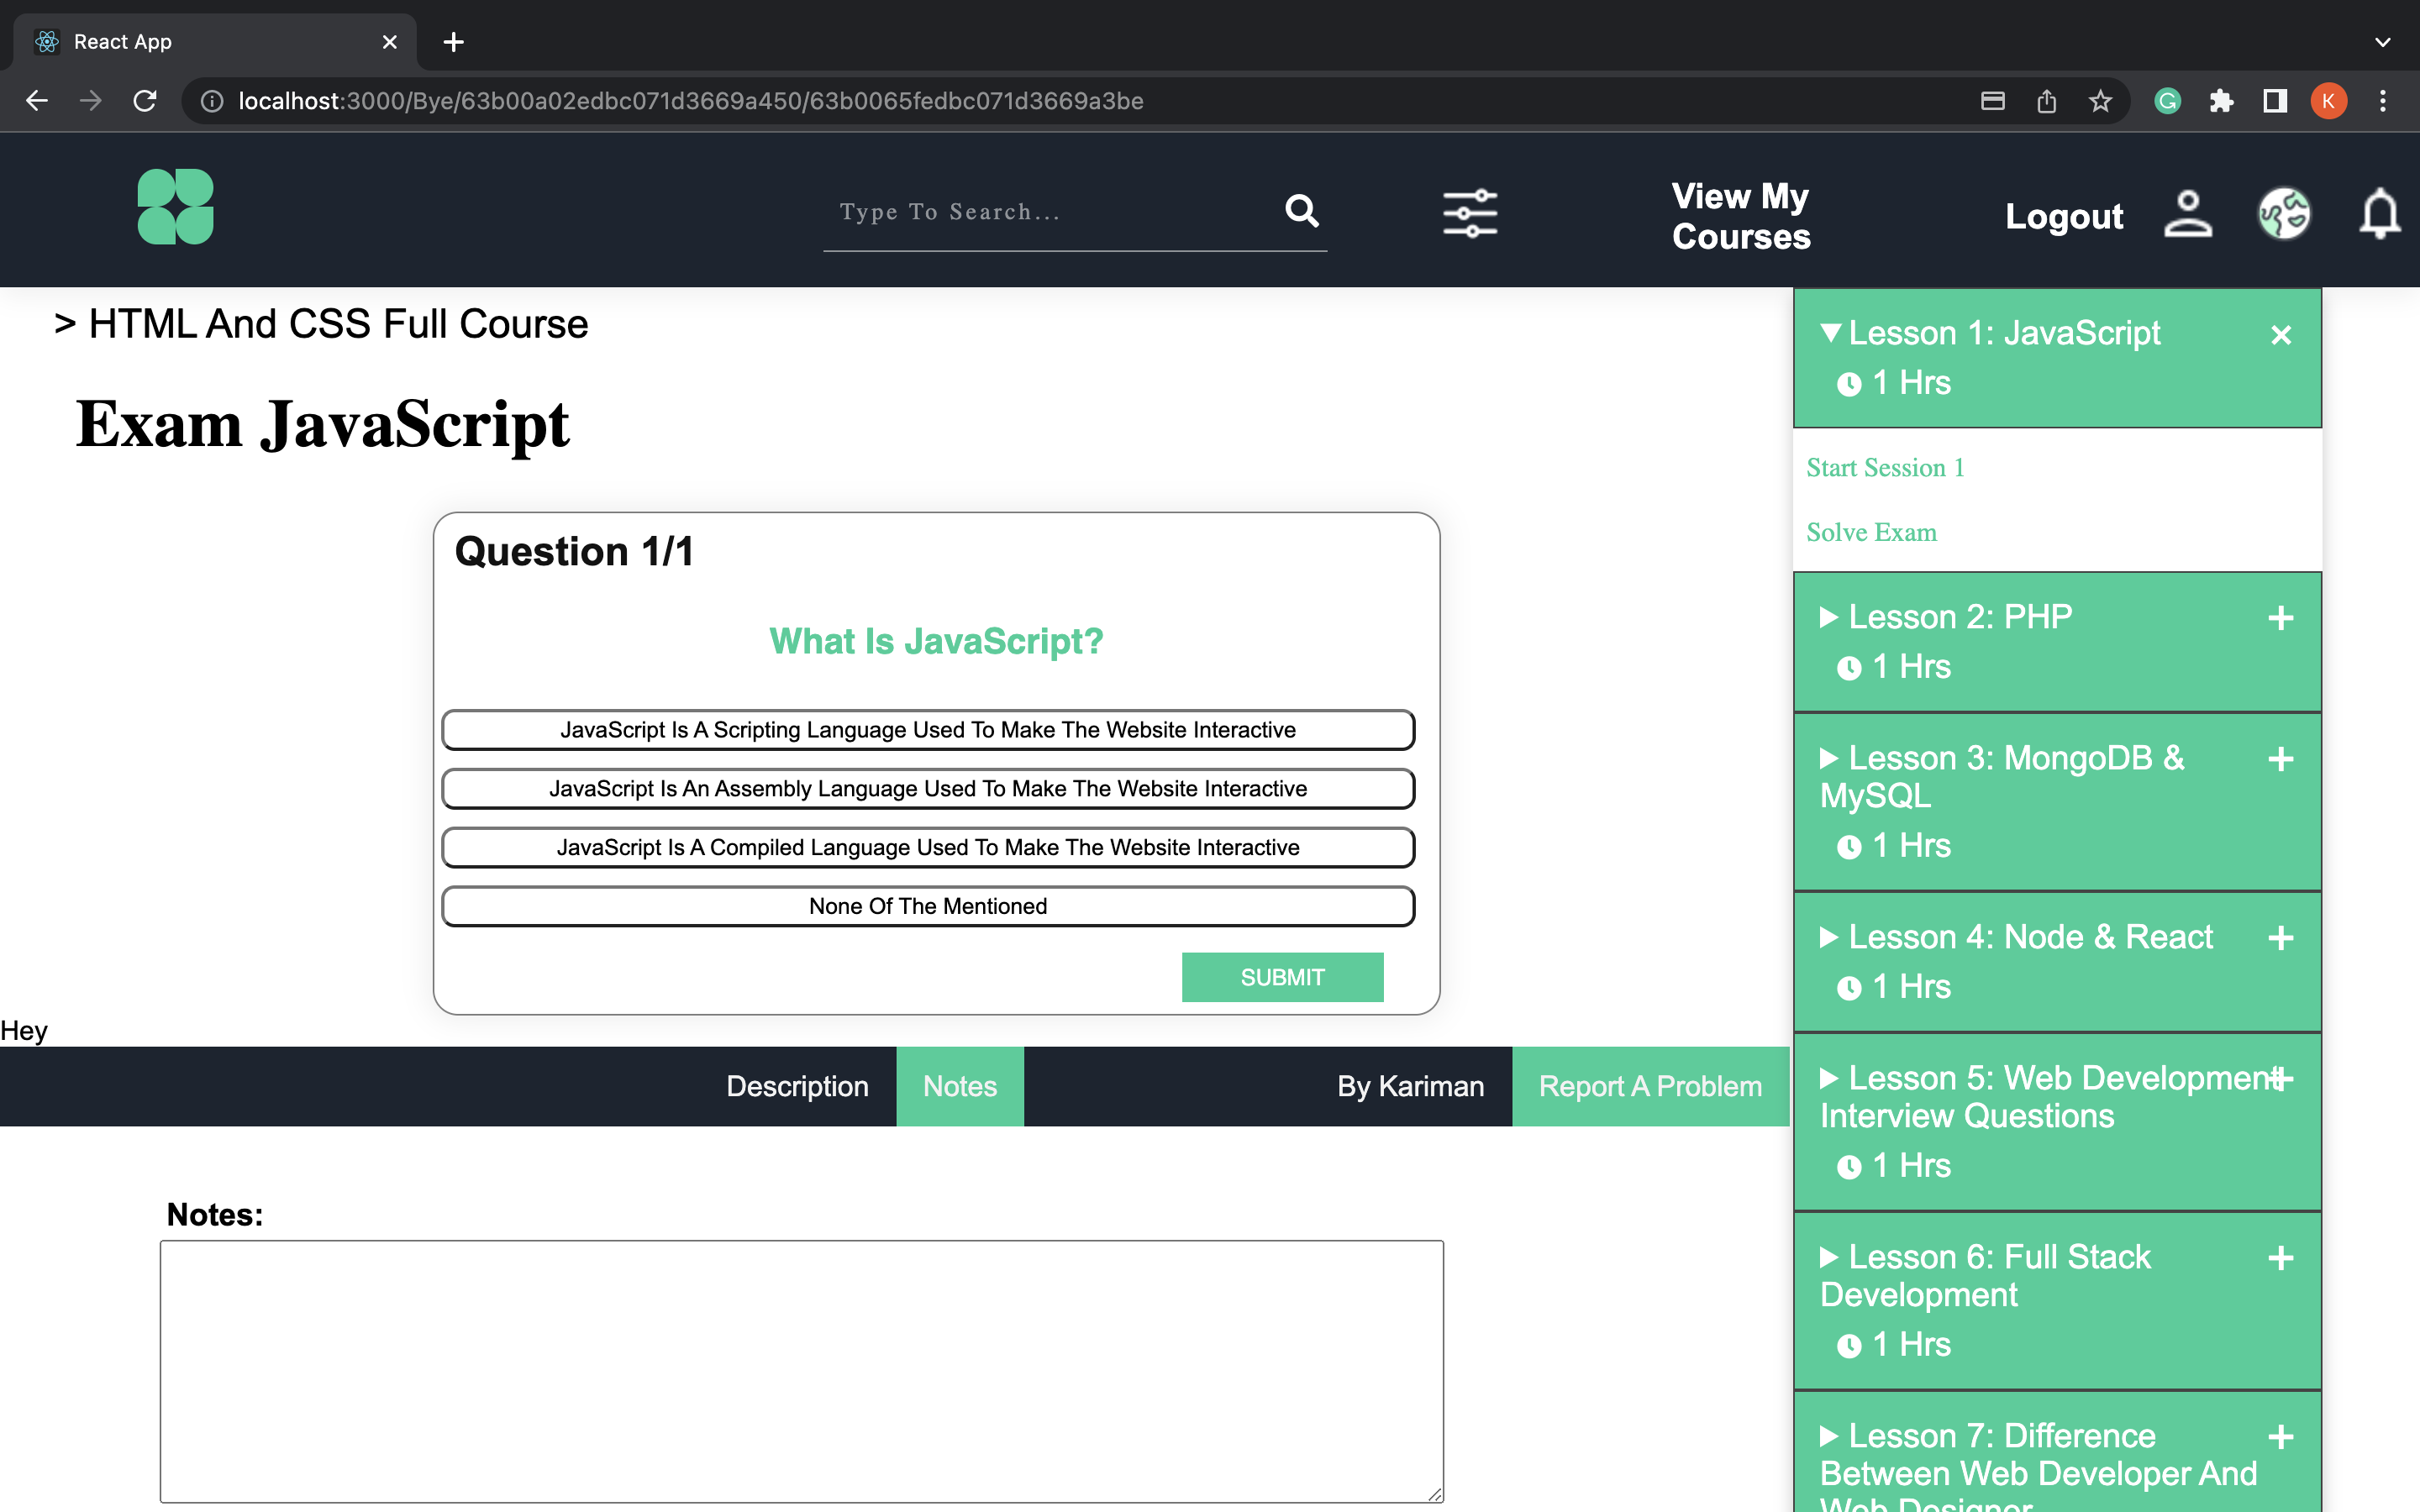 React App
localhost:3000/Bye/63b00a02edbc071d3669a450/63b0065fedbc071d3669a3be
K
Type To Search...
View My
Courses
Logout
> HTML And CSS Full Course
Exam JavaScript
Question 1/1
What Is JavaScript?
JavaScript Is A Scripting Language Used To Make The Website Interactive
JavaScript Is An Assembly Language Used To Make The Website Interactive
JavaScript Is A Compiled Language Used To Make The Website Interactive
None Of The Mentioned
SUBMIT
Hey
Description
Notes
By Kariman
Report A Problem
Notes:
Lesson 1: JavaScript
1 Hrs
Start Session 1
Solve Exam
Lesson 2: PHP
1 Hrs
Lesson 3: MongoDB &
MySQL
1 Hrs
Lesson 4: Node & React
1 Hrs
Lesson 5: Web Development
Interview Questions
1 Hrs
Lesson 6: Full Stack
Development
1 Hrs
Lesson 7: Difference
Between Web Developer And
Web Designer